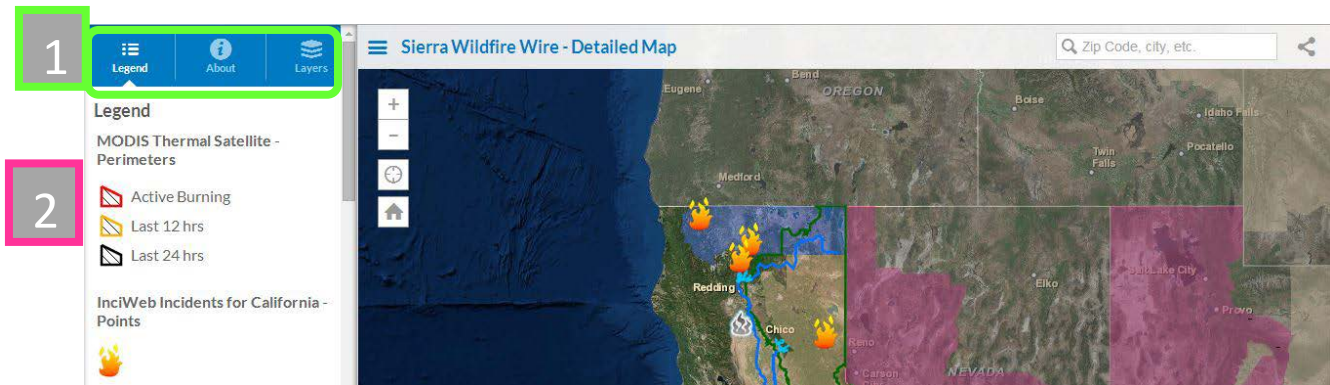 1
Legend
About
Layers
Sierra Wildfire Wire - Detailed Map
Zip Code, city, etc.
Legend
MODIS Thermal Satellite -
Perimeters
2
Active Burning
Last 12 hrs
Last 24 hrs
InciWeb Incidents for California -
Points
+
−
Bend
Eugene
OREGON
Boise
Idaho Falls
Twin
Falls
Pocatello
Medford
Redding
Elko
Salt Lake City
Provo
Chico
Reno
Carson
NEVADA